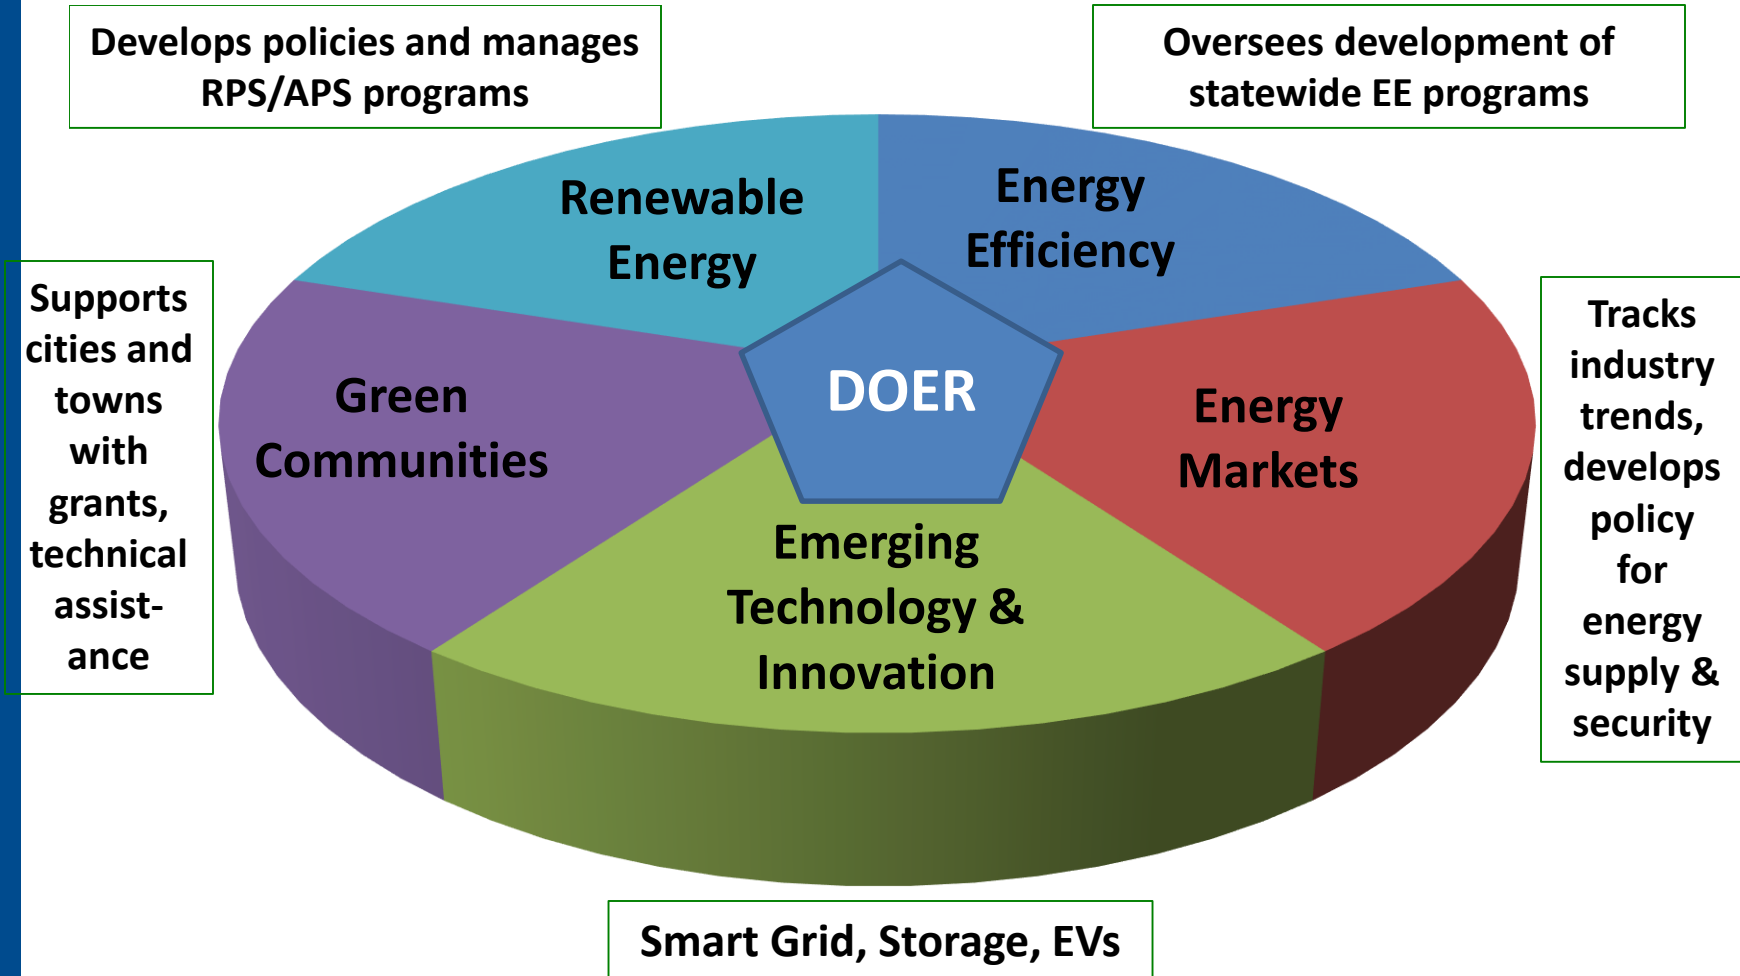 Develops policies and manages
RPS/APS programs
Oversees development of
statewide EE programs
Renewable
Energy
Energy
Efficiency
Supports
cities and
towns
with
grants,
technical
assist-
ance
Green
Communities
DOER
Energy
Markets
Tracks
industry
trends,
develops
policy
for
energy
supply &
security
Emerging
Technology &
Innovation
Smart Grid, Storage, EVs